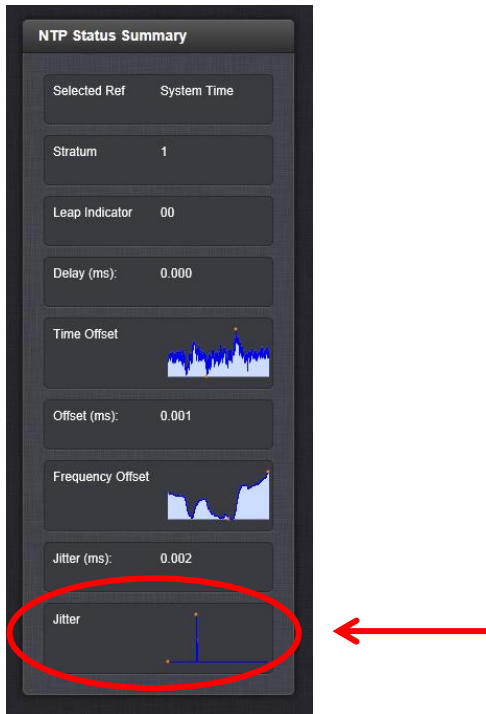 NTP Status Summary
Selected Ref System Time
Stratum 1
Leap Indicator 00
Delay (ms): 0.000
Time Offset
Offset (ms): 0.001
Frequency Offset
Jitter (ms): 0.002
Jitter